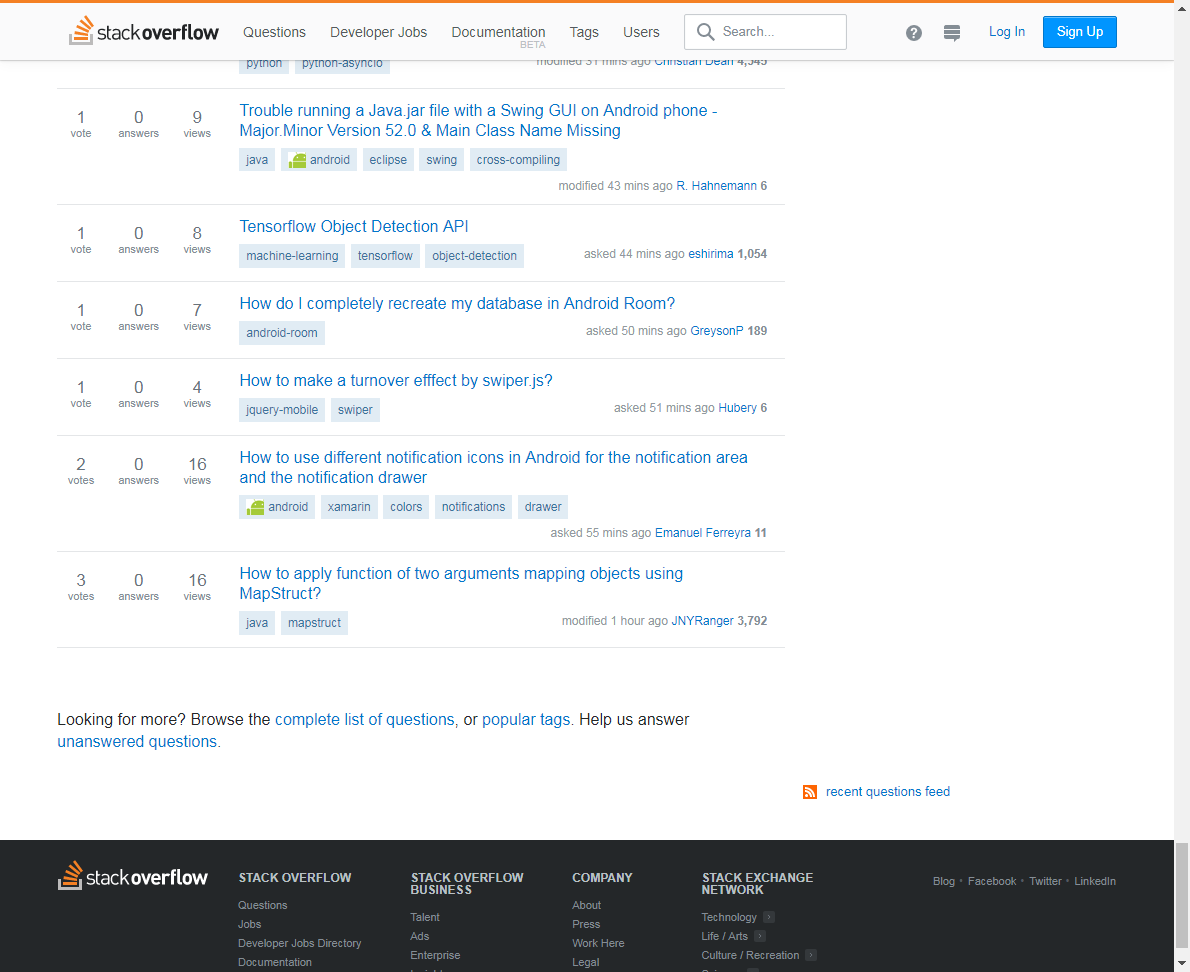 stack overflow Questions Developer Jobs Documentation BETA Tags Users Search... ? Log In Sign Up
python python-asyncio modified 31 mins ago Christian Dean 4,545
1 vote 0 answers 9 views
Trouble running a Java.jar file with a Swing GUI on Android phone -
Major.Minor Version 52.0 & Main Class Name Missing
java android eclipse swing cross-compiling
modified 43 mins ago R. Hahnemann 6
1 vote 0 answers 8 views
Tensorflow Object Detection API
machine-learning tensorflow object-detection asked 44 mins ago eshirima 1,054
1 vote 0 answers 7 views
How do I completely recreate my database in Android Room?
android-room asked 50 mins ago GreysonP 189
1 vote 0 answers 4 views
How to make a turnover efffect by swiper.js?
jquery-mobile swiper asked 51 mins ago Hubery 6
2 votes 0 answers 16 views
How to use different notification icons in Android for the notification area
and the notification drawer
android xamarin colors notifications drawer
asked 55 mins ago Emanuel Ferreyra 11
3 votes 0 answers 16 views
How to apply function of two arguments mapping objects using
MapStruct?
java mapstruct modified 1 hour ago JNYRanger 3,792
Looking for more? Browse the complete list of questions, or popular tags. Help us answer
unanswered questions.
recent questions feed
stack overflow
STACK OVERFLOW
Questions
Jobs
Developer Jobs Directory
Documentation
STACK OVERFLOW
BUSINESS
Talent
Ads
Enterprise
COMPANY
About
Press
Work Here
Legal
STACK EXCHANGE
NETWORK
Technology
Life / Arts
Culture / Recreation
Blog • Facebook • Twitter • LinkedIn